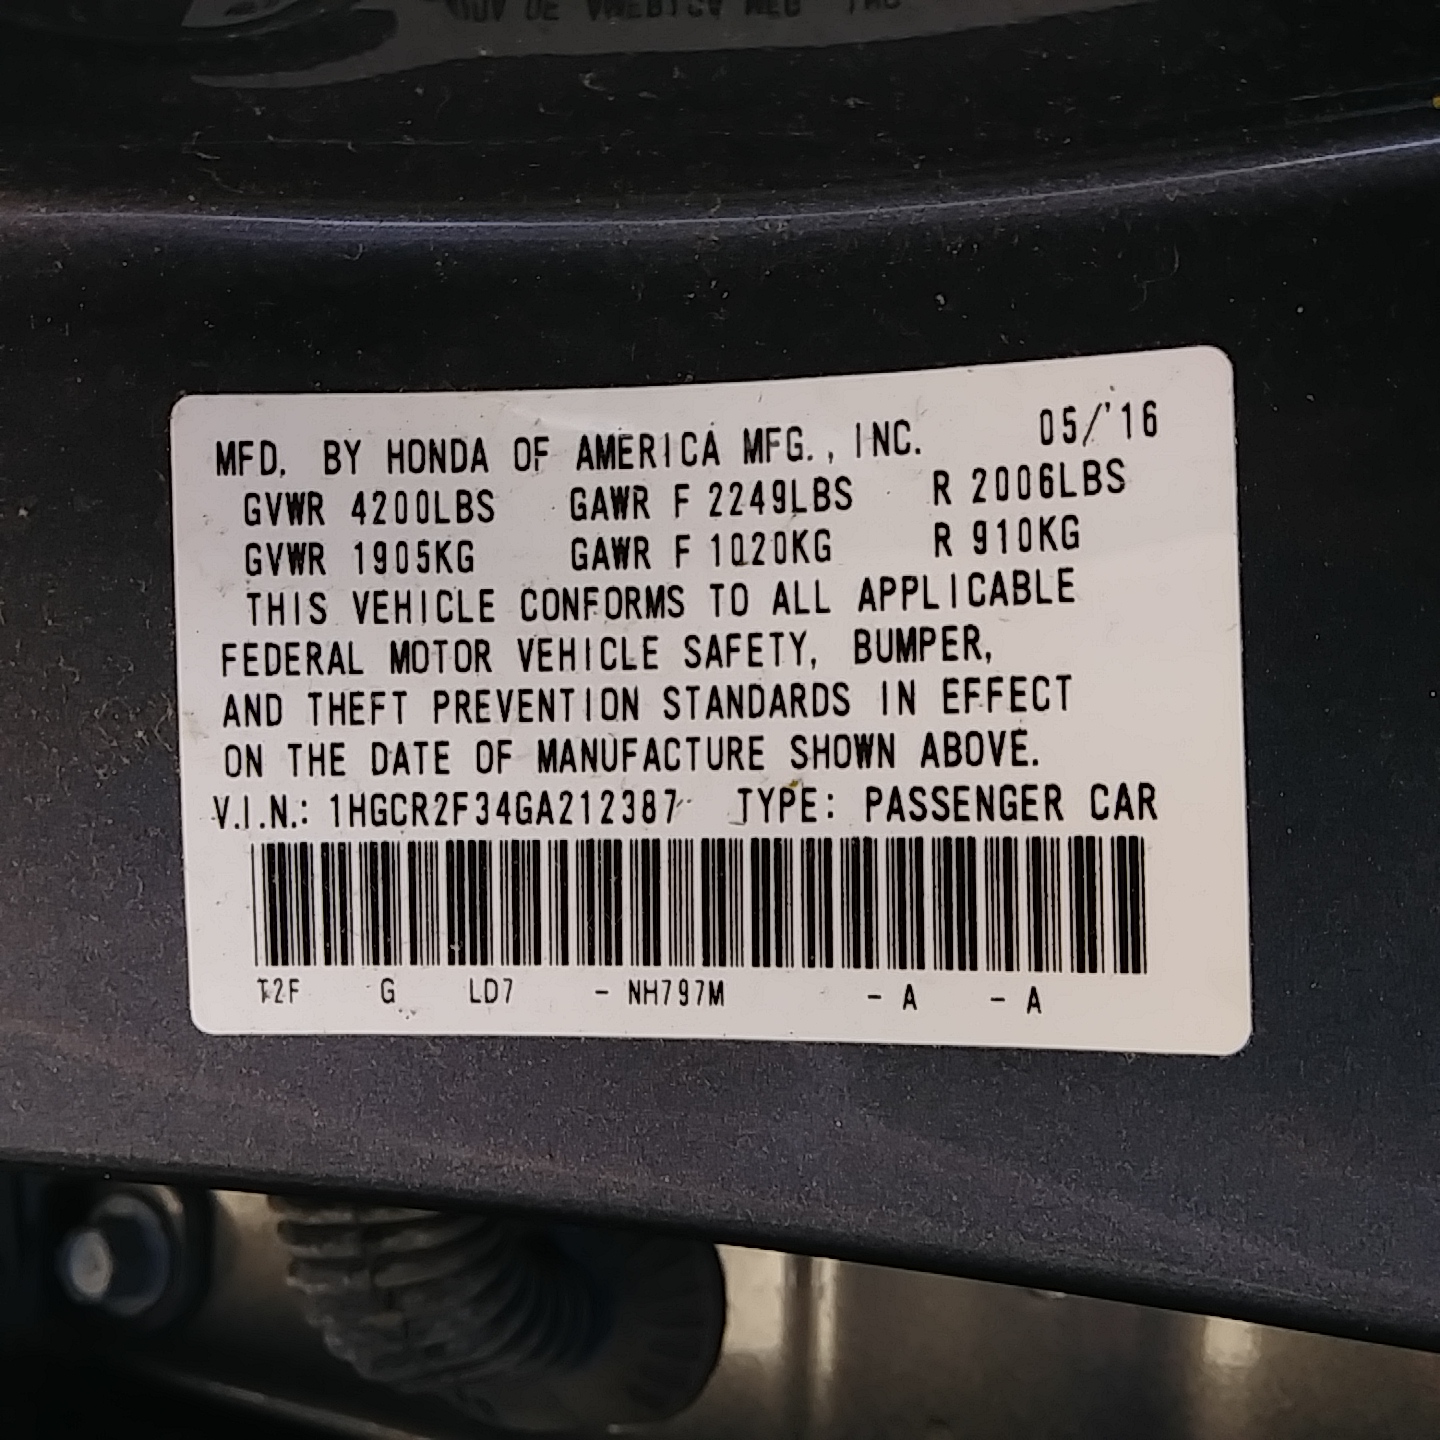 MFD. BY HONDA OF AMERICA MFG., INC. 05/'16
GVWR 4200LBS GAWR F 2249LBS R 2006LBS
GVWR 1905KG GAWR F 1020KG R 910KG
THIS VEHICLE CONFORMS TO ALL APPLICABLE
FEDERAL MOTOR VEHICLE SAFETY, BUMPER,
AND THEFT PREVENTION STANDARDS IN EFFECT
ON THE DATE OF MANUFACTURE SHOWN ABOVE.
V.I.N.: 1HGCR2F34GA212387 TYPE: PASSENGER CAR
T2F G LD7 - NH797M - A - A